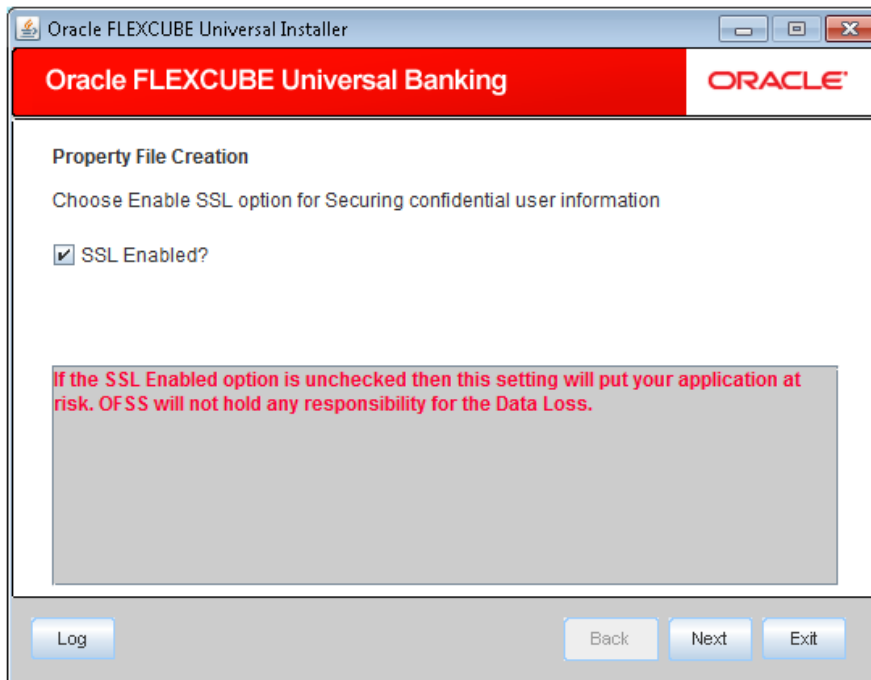 Oracle FLEXCUBE Universal Installer
Oracle FLEXCUBE Universal Banking
ORACLE
Property File Creation
Choose Enable SSL option for Securing confidential user information
SSL Enabled?
If the SSL Enabled option is unchecked then this setting will put your application at
risk. OFSS will not hold any responsibility for the Data Loss.
Log
Back
Next
Exit